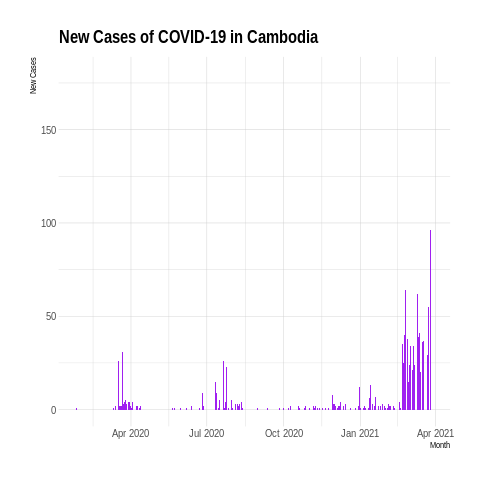 New Cases of COVID-19 in Cambodia
New Cases
150
100
50
0
Apr 2020
Jul 2020
Oct 2020
Jan 2021
Apr 2021
Month